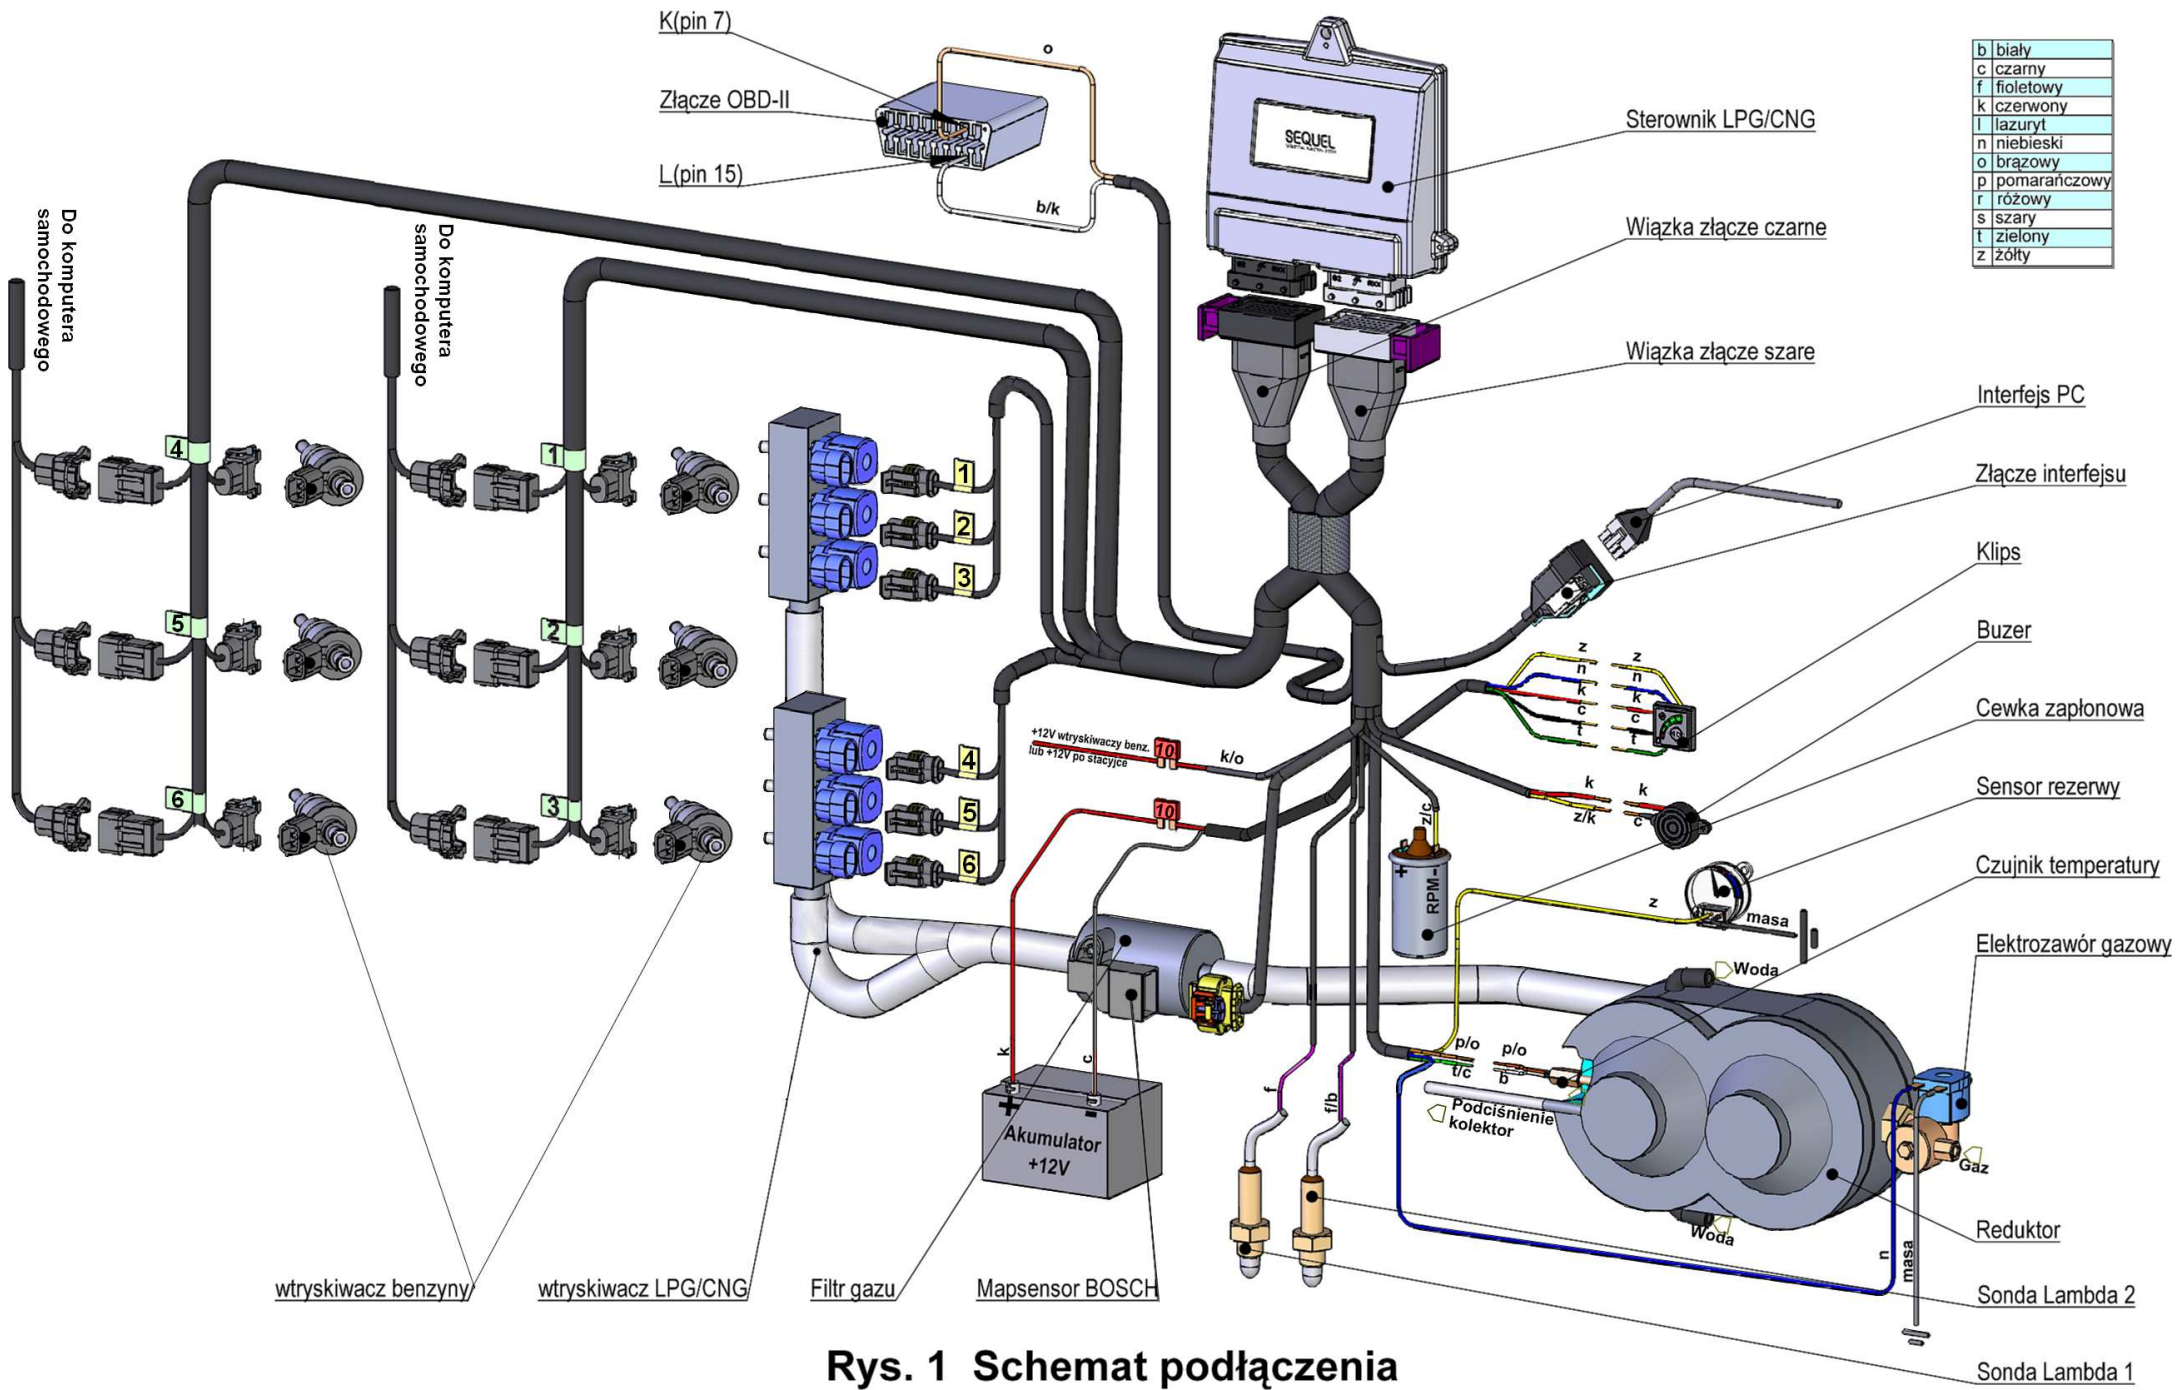 K(pin 7)
o
Złącze OBD-II
L(pin 15)
b/k
SEQUEL
Sterownik LPG/CNG
Wiązka złącze czarne
Wiązka złącze szare
Interfejs PC
Złącze interfejsu
Klips
Buzer
Cewka zapłonowa
Sensor rezerwy
Czujnik temperatury
Elektrozawór gazowy
Reduktor
Sonda Lambda 2
Sonda Lambda 1
b biały
c czarny
f fioletowy
k czerwony
l lazuryt
n niebieski
o brązowy
p pomarańczowy
r różowy
s szary
t zielony
z żółty
Do komputera
samochodowego
Do komputera
samochodowego
4
5
6
1
2
3
1
2
3
4
5
6
z
n
k
c
t
z
n
k
c
t
k
z/k
k
c
+12V wtryskiwaczy benz.
lub +12V po stacyjce
10
k/o
10
z/c
+
RPM-
z
masa
Woda
p/o
t/c
p/o
b
Podciśnienie
kolektor
Gaz
Woda
n
masa
k
c
+
-
Akumulator
+12V
f
f/b
wtryskiwacz benzyny
wtryskiwacz LPG/CNG
Filtr gazu
Mapsensor BOSCH
Rys. 1 Schemat podłączenia